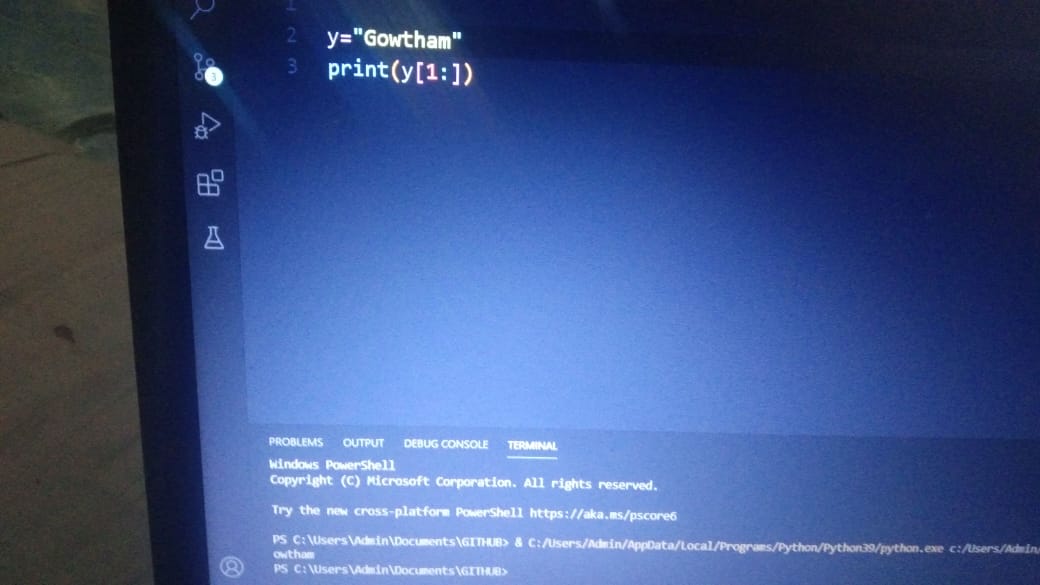 1
2 y="Gowtham"
3 print(y[1:])
3
PROBLEMS OUTPUT DEBUG CONSOLE TERMINAL
Windows PowerShell
Copyright (C) Microsoft Corporation. All rights reserved.
Try the new cross-platform PowerShell https://aka.ms/pscore6
PS C:\Users\Admin\Documents\GITHUB> & C:/Users/Admin/AppData/Local/Programs/Python/Python39/python.exe c:/Users/Admin/
owtham
PS C:\Users\Admin\Documents\GITHUB>